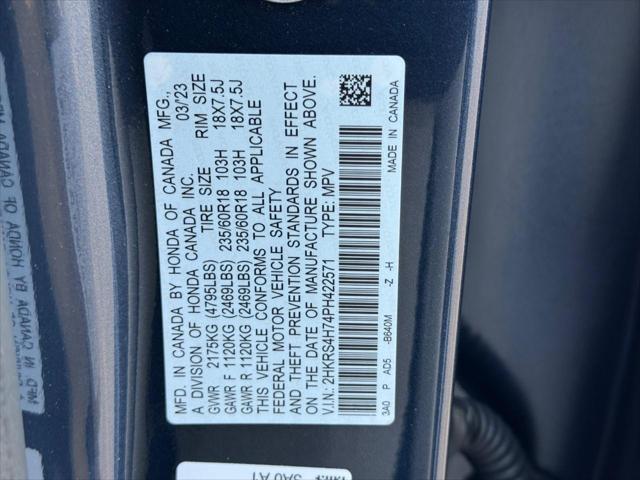 MFD. IN CANADA BY HONDA OF CANADA MFG.,
A DIVISION OF HONDA CANADA INC. 03/'23
TIRE SIZE RIM SIZE
GVWR 2175KG (4795LBS)
GAWR F 1120KG (2469LBS) 235/60R18 103H 18X7.5J
GAWR R 1120KG (2469LBS) 235/60R18 103H 18X7.5J
THIS VEHICLE CONFORMS TO ALL APPLICABLE
FEDERAL MOTOR VEHICLE SAFETY
AND THEFT PREVENTION STANDARDS IN EFFECT
ON THE DATE OF MANUFACTURE SHOWN ABOVE.
V.I.N.: 2HKRS4H74PH422571 TYPE: MPV
3A0 P AD5 -B640M -Z -H MADE IN CANADA